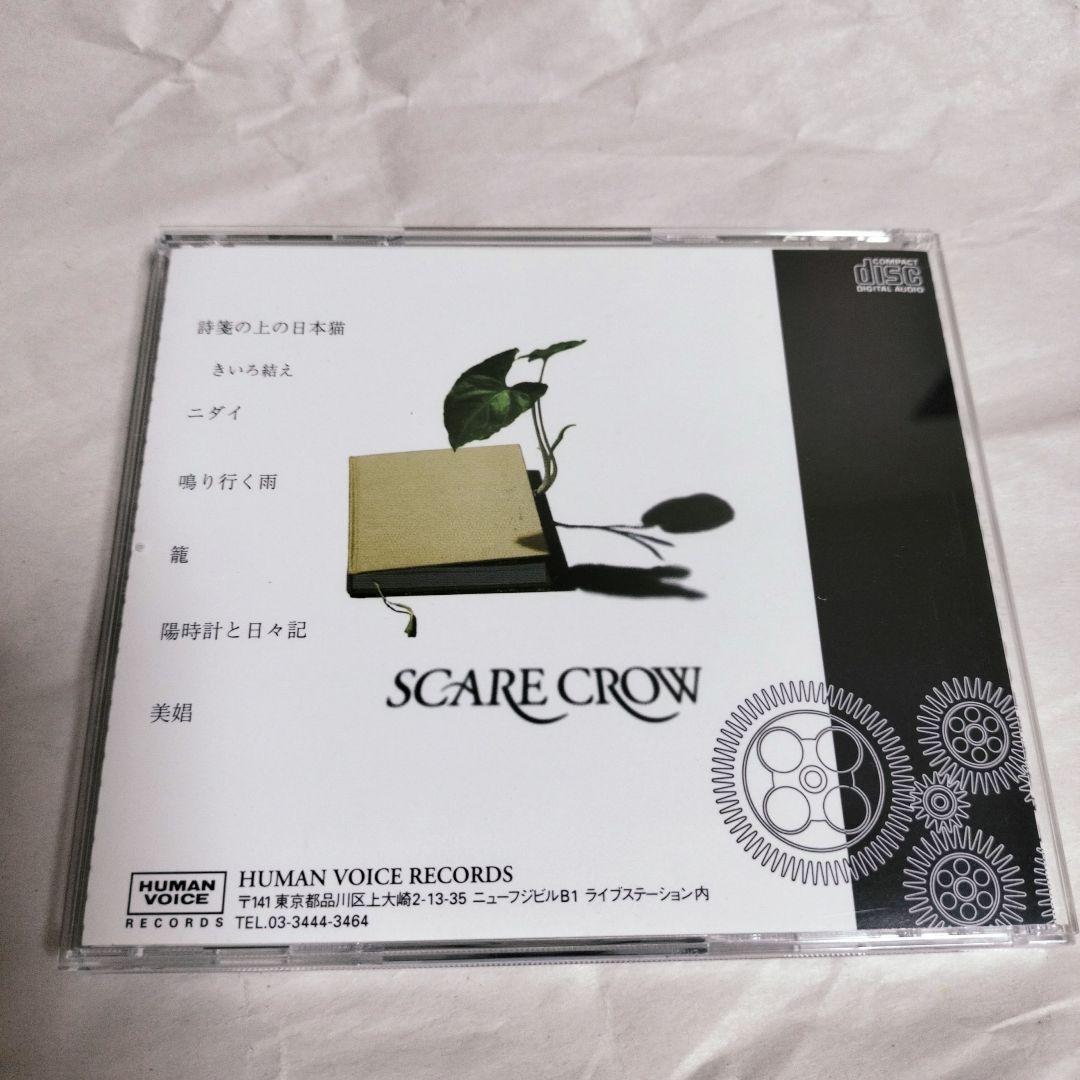 COMPACT
disc
DIGITAL AUDIO
詩箋の上の日本猫
きいろ結え
ニダイ
鳴り行く雨
籠
陽時計と日々記
美娼
SCARE CROW
HUMAN
VOICE
RECORDS
HUMAN VOICE RECORDS
〒141 東京都品川区上大崎2-13-35 ニューフジビルB1 ライブステーション内
TEL.03-3444-3464